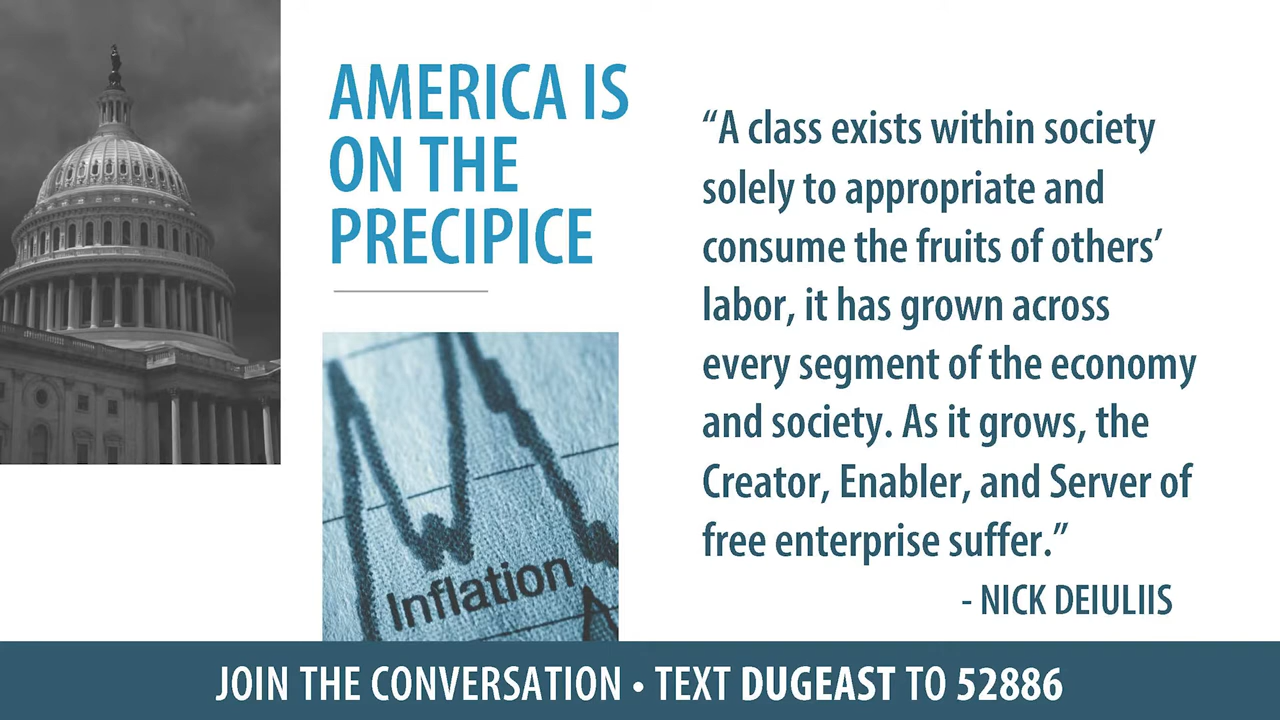 AMERICA IS
ON THE
PRECIPICE
Inflation
“A class exists within society
solely to appropriate and
consume the fruits of others’
labor, it has grown across
every segment of the economy
and society. As it grows, the
Creator, Enabler, and Server of
free enterprise suffer.”
- NICK DEIULIIS
JOIN THE CONVERSATION • TEXT DUGEAST TO 52886